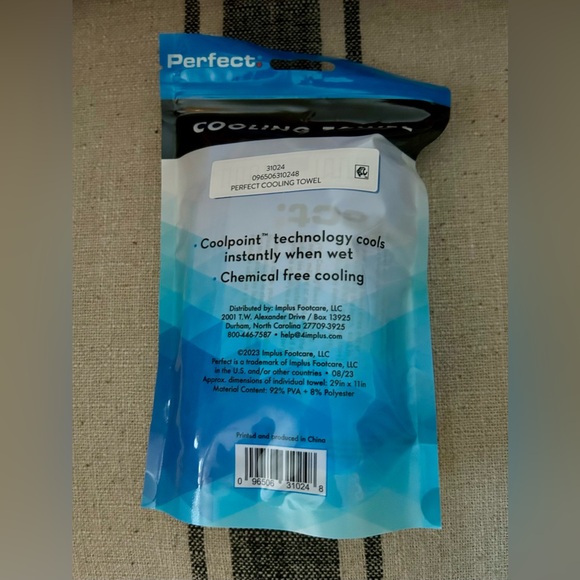 Perfect
COOLING TOWEL
31024
096506310248
PERFECT COOLING TOWEL
• Coolpoint™ technology cools
instantly when wet
• Chemical free cooling
Distributed by: Implus Footcare, LLC
2001 T.W. Alexander Drive / Box 13925
Durham, North Carolina 27709-3925
800-446-7587 • help@4implus.com
©2023 Implus Footcare, LLC
Perfect is a trademark of Implus Footcare, LLC
in the U.S. and/or other countries • 08/23
Approx. dimensions of individual towel: 29in x 11in
Material Content: 92% PVA + 8% Polyester
Printed and produced in China
0 96506 31024 8